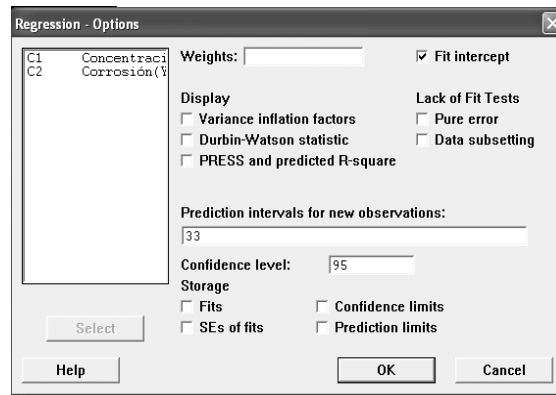 Regression - Options
C1 Concentraci
C2 Corrosión(Y
Weights:
Fit intercept
Display
Variance inflation factors
Durbin-Watson statistic
PRESS and predicted R-square
Lack of Fit Tests
Pure error
Data subsetting
Prediction intervals for new observations:
33
Confidence level: 95
Storage
Fits
Confidence limits
SEs of fits
Prediction limits
Select
Help
OK
Cancel